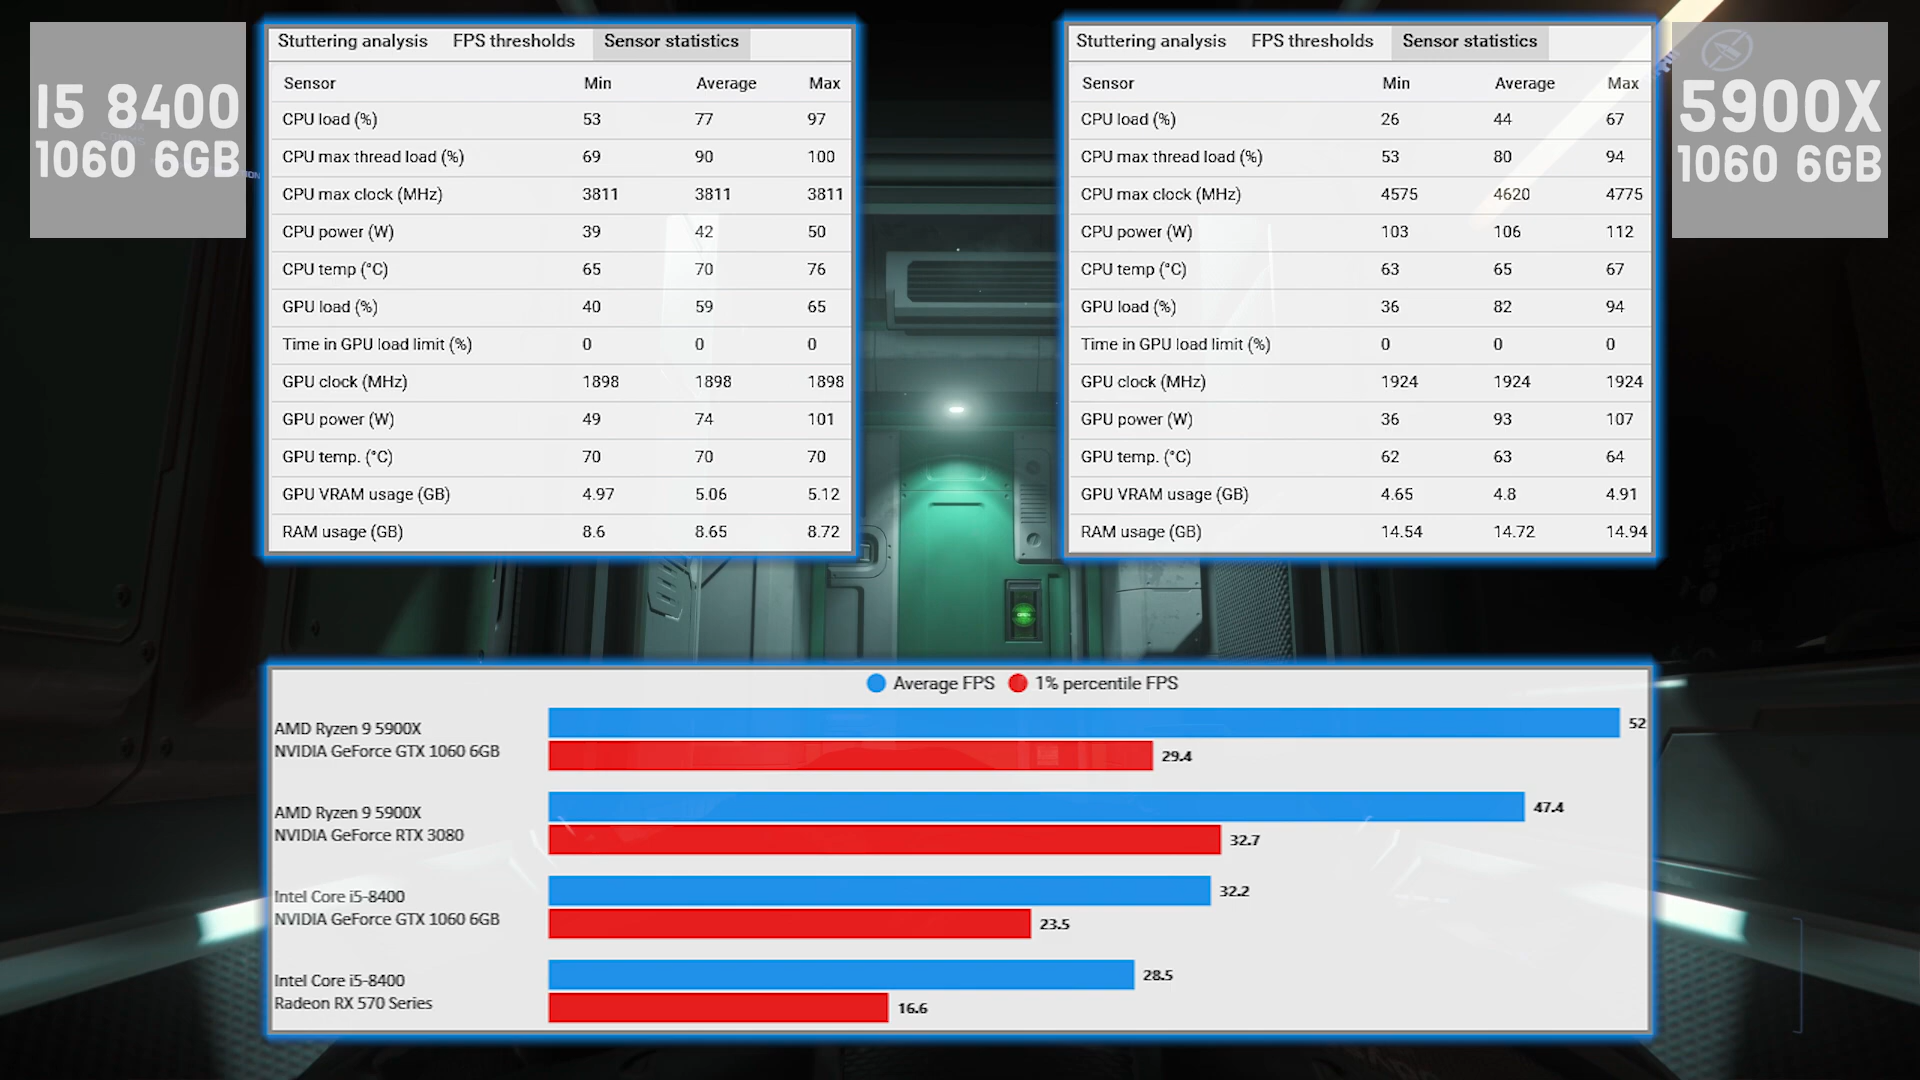 I5 8400
1060 6GB
Stuttering analysis FPS thresholds Sensor statistics
Sensor Min Average Max
CPU load (%) 53 77 97
CPU max thread load (%) 69 90 100
CPU max clock (MHz) 3811 3811 3811
CPU power (W) 39 42 50
CPU temp (°C) 65 70 76
GPU load (%) 40 59 65
Time in GPU load limit (%) 0 0 0
GPU clock (MHz) 1898 1898 1898
GPU power (W) 49 74 101
GPU temp. (°C) 70 70 70
GPU VRAM usage (GB) 4.97 5.06 5.12
RAM usage (GB) 8.6 8.65 8.72
Stuttering analysis FPS thresholds Sensor statistics
Sensor Min Average Max
CPU load (%) 26 44 67
CPU max thread load (%) 53 80 94
CPU max clock (MHz) 4575 4620 4775
CPU power (W) 103 106 112
CPU temp (°C) 63 65 67
GPU load (%) 36 82 94
Time in GPU load limit (%) 0 0 0
GPU clock (MHz) 1924 1924 1924
GPU power (W) 36 93 107
GPU temp. (°C) 62 63 64
GPU VRAM usage (GB) 4.65 4.8 4.91
RAM usage (GB) 14.54 14.72 14.94
5900X
1060 6GB
Average FPS 1% percentile FPS
AMD Ryzen 9 5900X 52
NVIDIA GeForce GTX 1060 6GB 29.4
AMD Ryzen 9 5900X 47.4
NVIDIA GeForce RTX 3080 32.7
Intel Core i5-8400 32.2
NVIDIA GeForce GTX 1060 6GB 23.5
Intel Core i5-8400 28.5
Radeon RX 570 Series 16.6